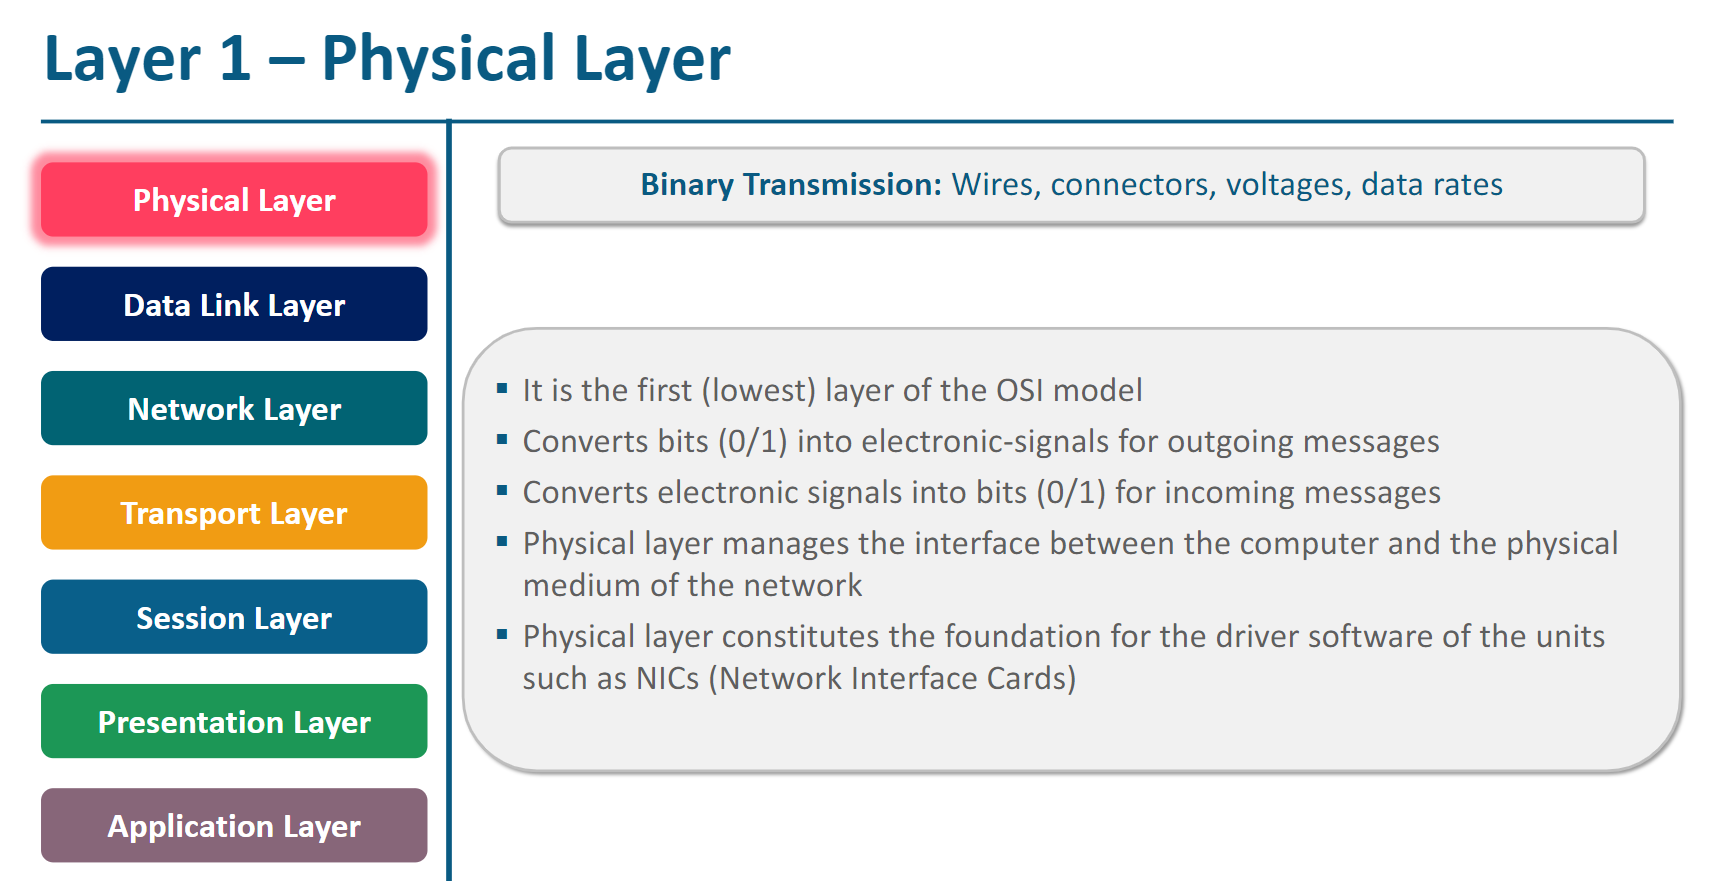 Layer 1 – Physical Layer
Physical Layer
Data Link Layer
Network Layer
Transport Layer
Session Layer
Presentation Layer
Application Layer
Binary Transmission: Wires, connectors, voltages, data rates
▪ It is the first (lowest) layer of the OSI model
▪ Converts bits (0/1) into electronic-signals for outgoing messages
▪ Converts electronic signals into bits (0/1) for incoming messages
▪ Physical layer manages the interface between the computer and the physical
medium of the network
▪ Physical layer constitutes the foundation for the driver software of the units
such as NICs (Network Interface Cards)